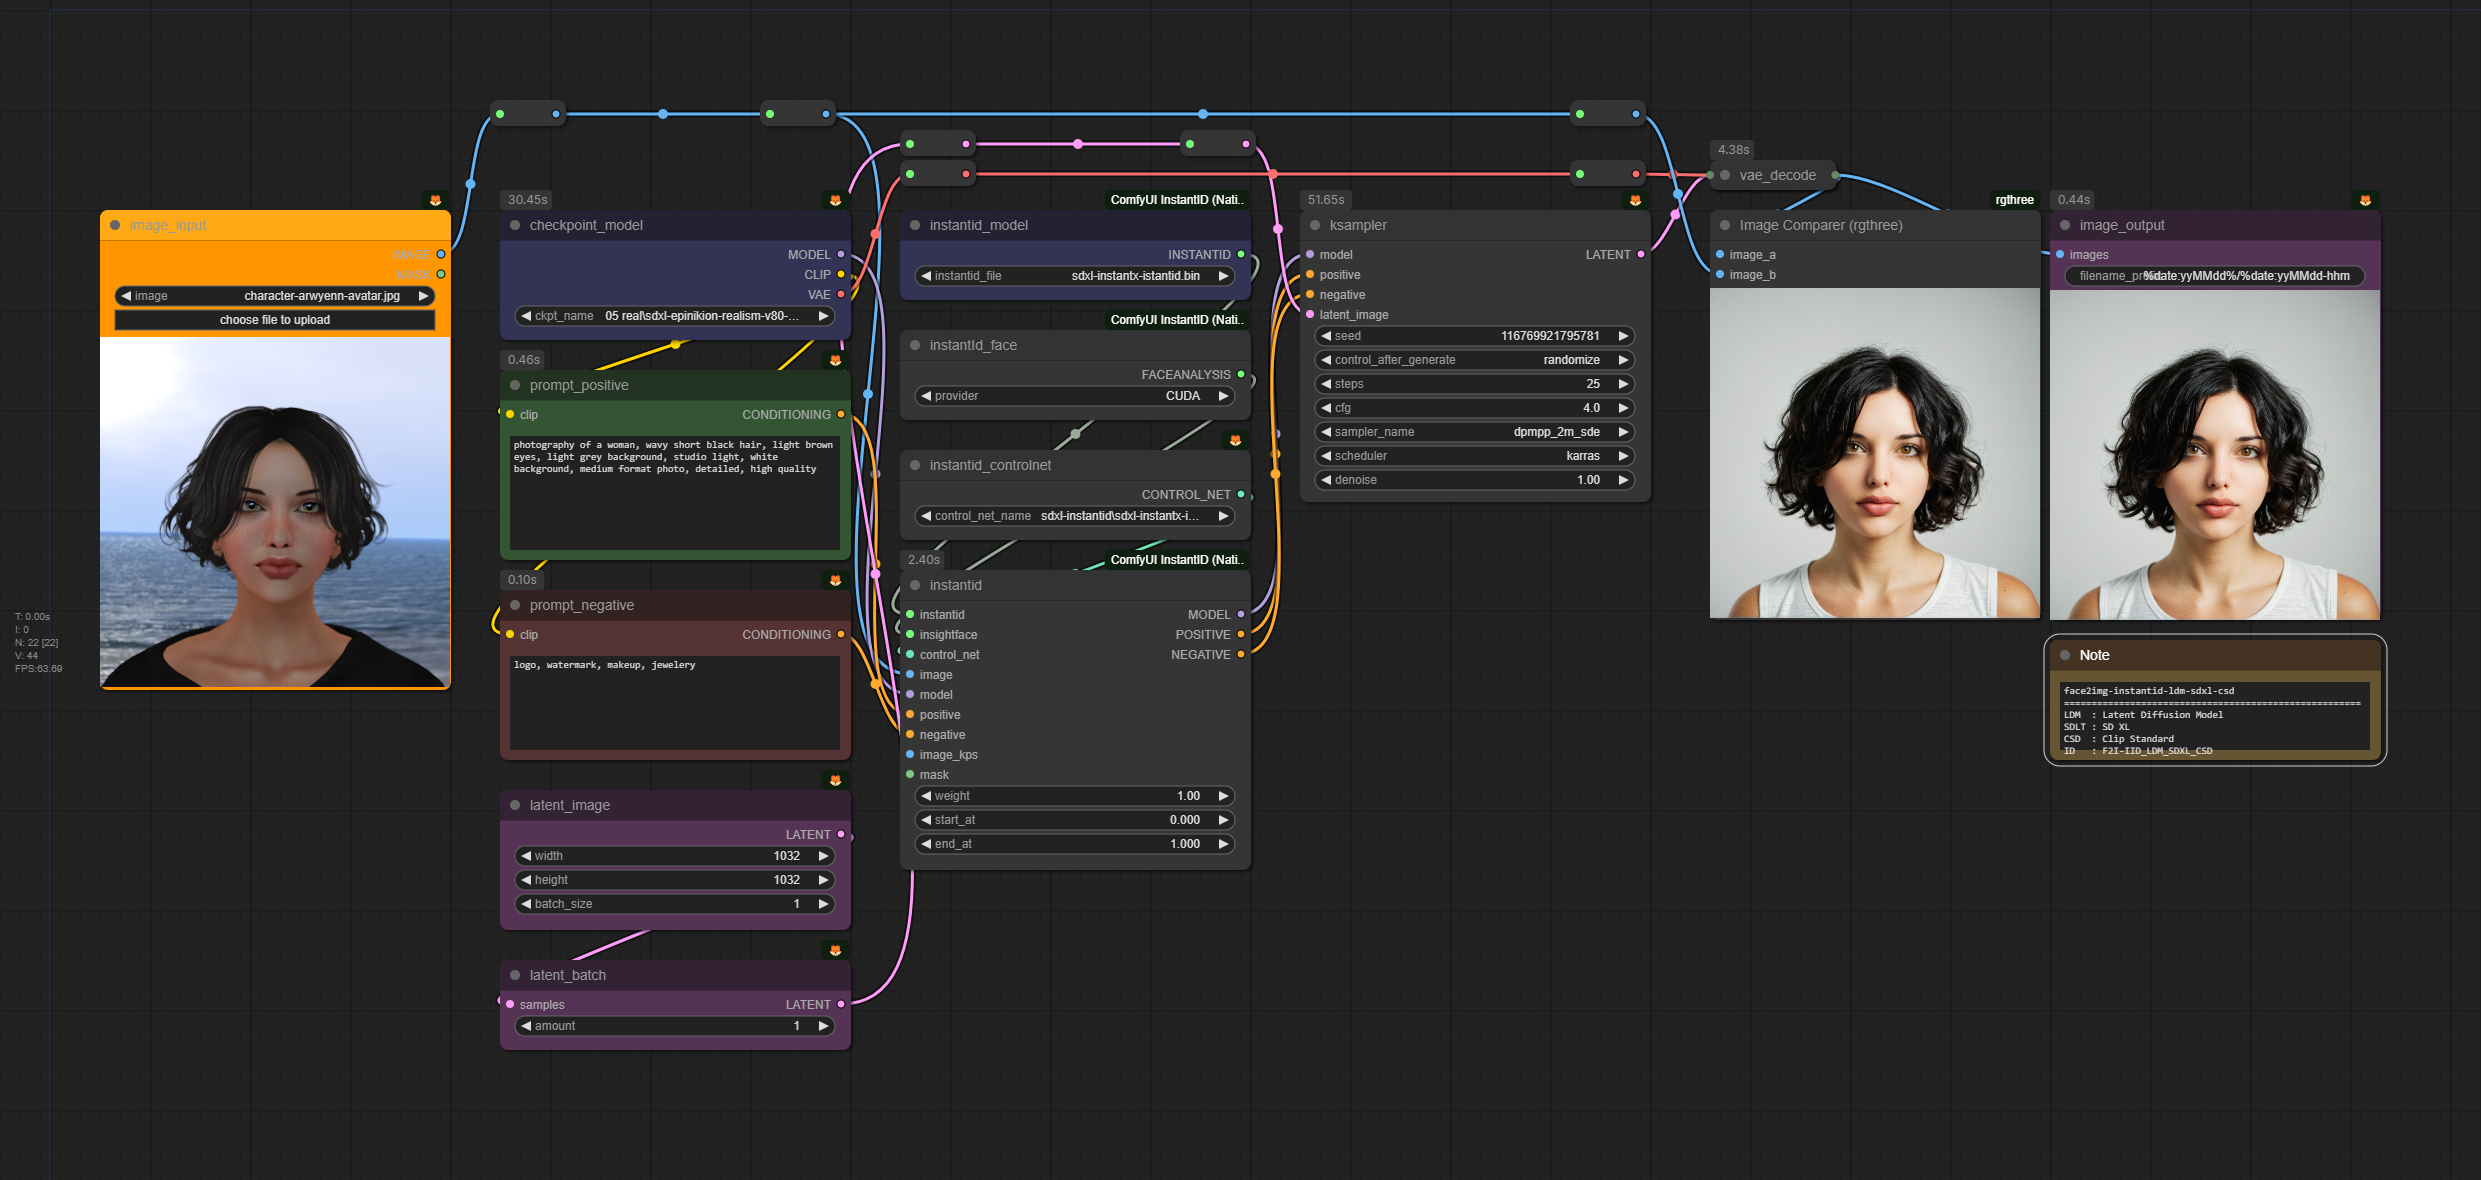 image_input
IMAGE
MASK
image character-arwyenn-avatar.jpg
choose file to upload
T: 0.00s
I: 0
N: 22 [22]
V: 44
FPS:63.69
30.45s
checkpoint_model
MODEL
CLIP
VAE
ckpt_name 05 real\sdxl-epinikion-realism-v80-...
0.46s
prompt_positive
clip CONDITIONING
photography of a woman, wavy short black hair, light brown
eyes, light grey background, studio light, white
background, medium format photo, detailed, high quality
0.10s
prompt_negative
clip CONDITIONING
logo, watermark, makeup, jewelery
latent_image
LATENT
width 1032
height 1032
batch_size 1
latent_batch
samples LATENT
amount 1
ComfyUI InstantID (Nati..
instantid_model
INSTANTID
instantid_file sdxl-instantx-istantid.bin
ComfyUI InstantID (Nati..
instantId_face
FACEANALYSIS
provider CUDA
instantid_controlnet
CONTROL_NET
control_net_name sdxl-instantid\sdxl-instantx-i...
2.40s
ComfyUI InstantID (Nati..
instantid
instantid MODEL
insightface POSITIVE
control_net NEGATIVE
image
model
positive
negative
image_kps
mask
weight 1.00
start_at 0.000
end_at 1.000
51.65s
ksampler
model LATENT
positive
negative
latent_image
seed 116769921795781
control_after_generate randomize
steps 25
cfg 4.0
sampler_name dpmpp_2m_sde
scheduler karras
denoise 1.00
4.38s
vae_decode
rgthree
Image Comparer (rgthree)
image_a
image_b
0.44s
image_output
images
%date:yyMMdd%/%date:yyMMdd-hhm
Note
face2img-instantid-ldm-sdxl-csd
======================================================
LDM : Latent Diffusion Model
SDLT : SD XL
CSD : Clip Standard
ID : F2I-IID_LDM_SDXL_CSD